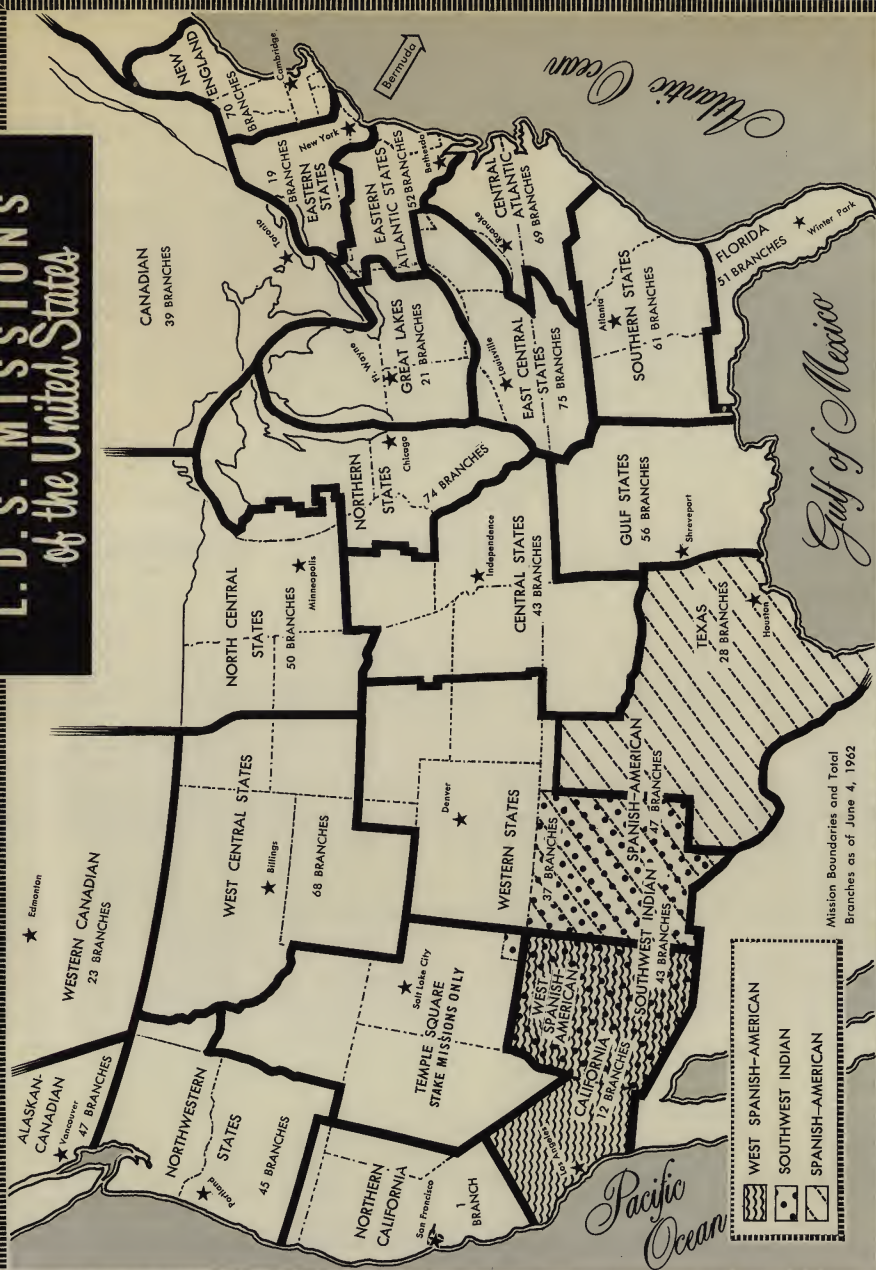 L.D.S. MISSIONS
of the United States
ALASKAN-
CANADIAN
Vancouver
47 BRANCHES
Edmonton
WESTERN CANADIAN
23 BRANCHES
CANADIAN
39 BRANCHES
Toronto
NEW
ENGLAND
70
BRANCHES
Cambridge
NORTHWESTERN
STATES
Portland
45 BRANCHES
WEST CENTRAL STATES
Billings
68 BRANCHES
NORTH CENTRAL
STATES
50 BRANCHES
Minneapolis
NORTHERN
STATES
Chicago
74 BRANCHES
Ft. Wayne
GREAT LAKES
21 BRANCHES
19
BRANCHES
EASTERN
STATES
New York
EASTERN
ATLANTIC STATES
52 BRANCHES
Bethesda
Bermuda
Atlantic Ocean
NORTHERN
CALIFORNIA
San Francisco
1
BRANCH
Salt Lake City
TEMPLE SQUARE
STAKE MISSIONS ONLY
Denver
WESTERN STATES
37 BRANCHES
Independence
CENTRAL STATES
43 BRANCHES
Louisville
EAST CENTRAL
STATES
75 BRANCHES
Roanoke
CENTRAL
ATLANTIC
69 BRANCHES
WEST
SPANISH-
AMERICAN
CALIFORNIA
12 BRANCHES
Los Angeles
SOUTHWEST INDIAN
43 BRANCHES
SPANISH-AMERICAN
47 BRANCHES
TEXAS
28 BRANCHES
Houston
GULF STATES
56 BRANCHES
Shreveport
Atlanta
SOUTHERN STATES
61 BRANCHES
FLORIDA
51 BRANCHES
Winter Park
Pacific
Ocean
Gulf of Mexico
WEST SPANISH-AMERICAN
SOUTHWEST INDIAN
SPANISH-AMERICAN
Mission Boundaries and Total
Branches as of June 4, 1962